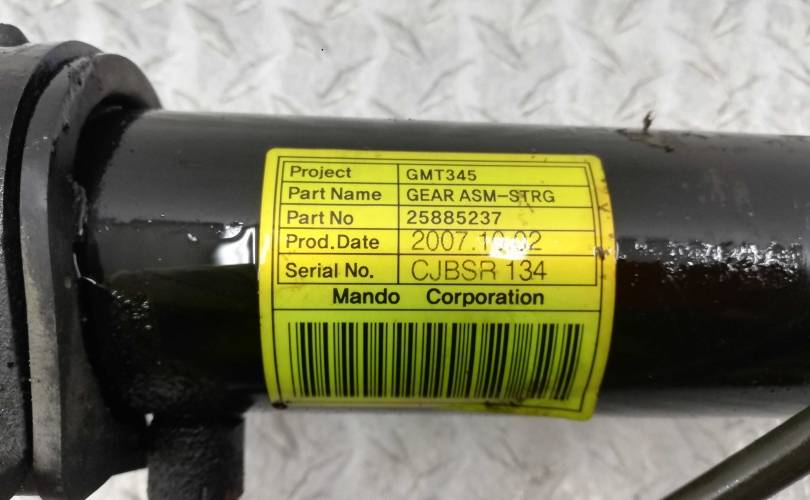 Project GMT345
Part Name GEAR ASM-STRG
Part No 25885237
Prod.Date 2007.10.02
Serial No. CJBSR 134
Mando Corporation